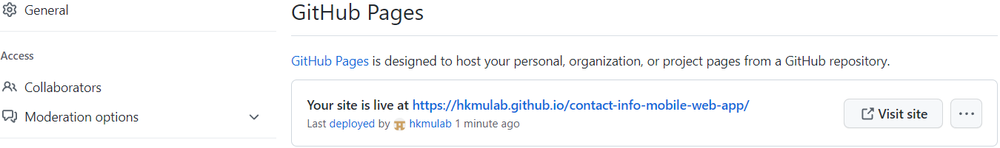 General
Access
Collaborators
Moderation options
GitHub Pages
GitHub Pages is designed to host your personal, organization, or project pages from a GitHub repository.
Your site is live at https://hkmulab.github.io/contact-info-mobile-web-app/
Last deployed by hkmulab 1 minute ago
Visit site